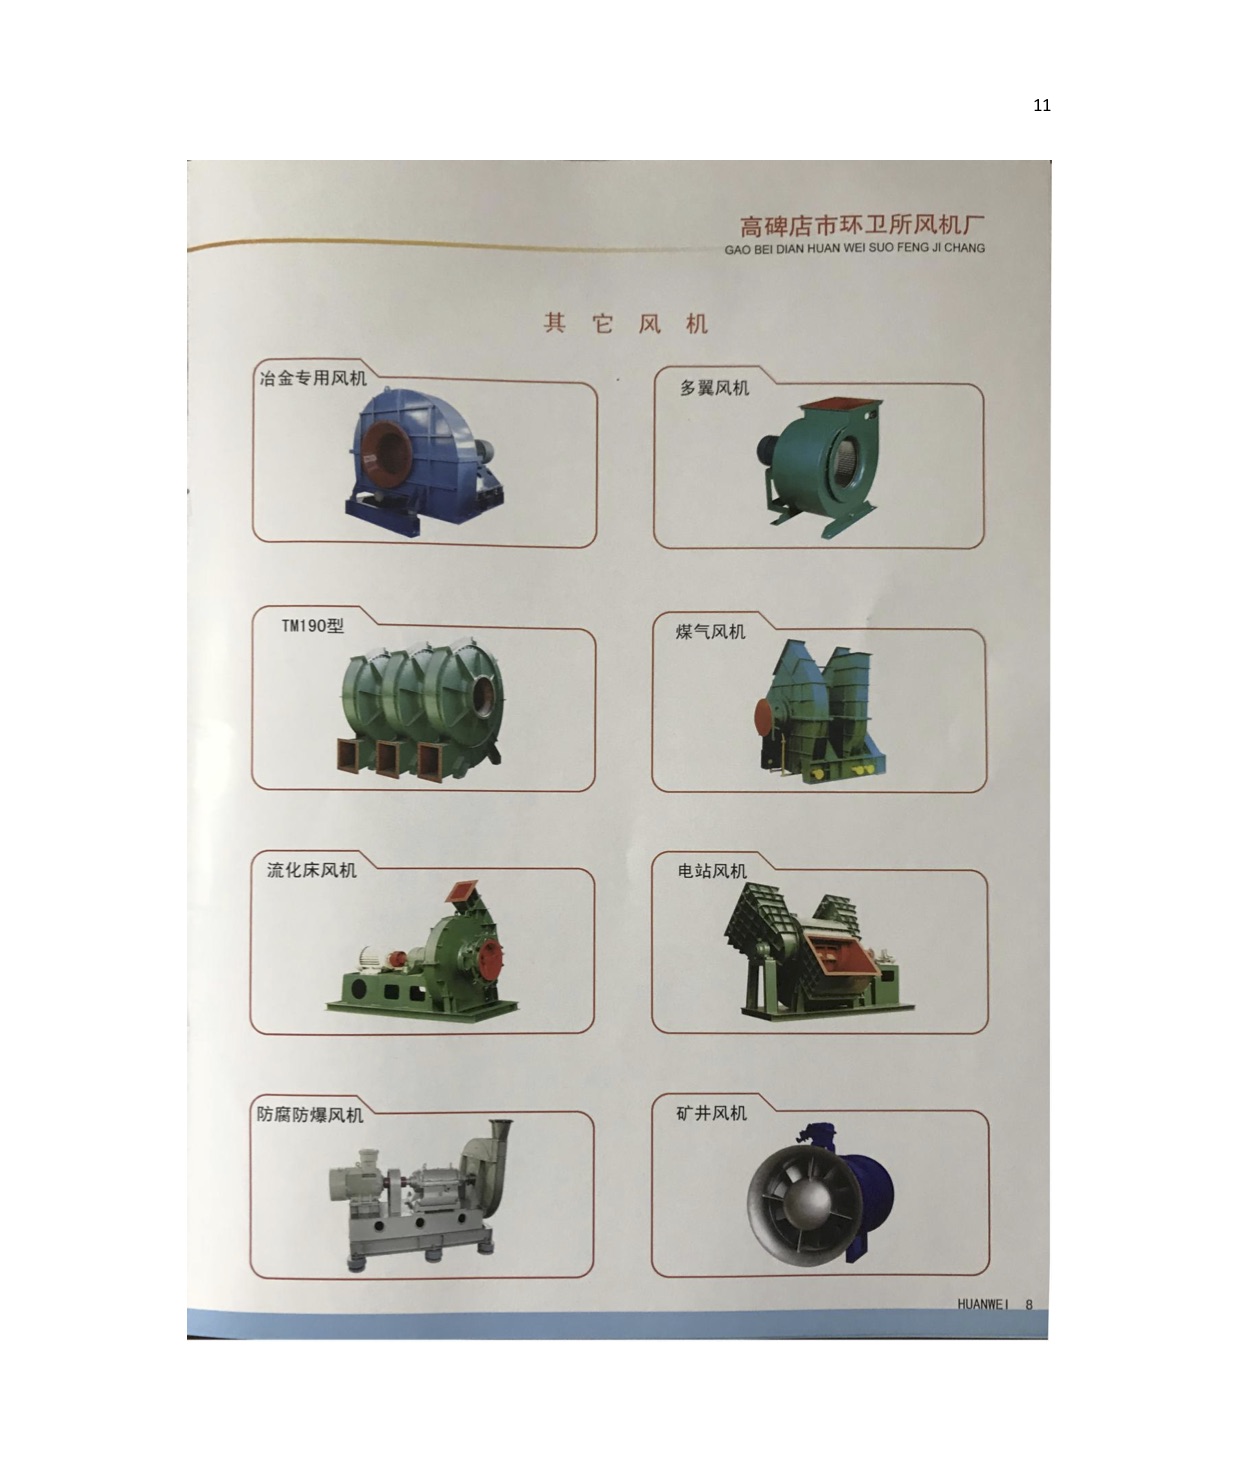 11
高碑店市环卫所风机厂
GAO BEI DIAN HUAN WEI SUO FENG JI CHANG
其它风机
冶金专用风机
多翼风机
TM190型
煤气风机
流化床风机
电站风机
防腐防爆风机
矿井风机
HUANWEI 8